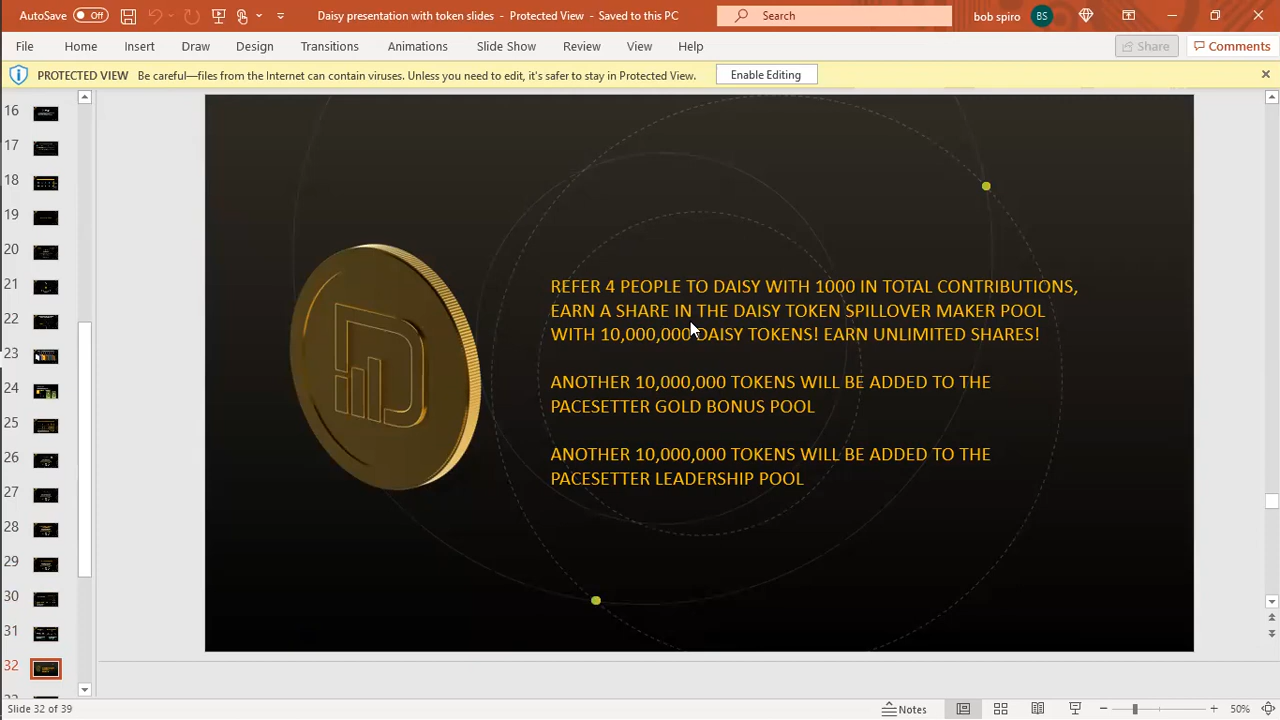 AutoSave Off
Daisy presentation with token slides - Protected View - Saved to this PC
Search
bob spiro
BS
File Home Insert Draw Design Transitions Animations Slide Show Review View Help
Share
Comments
PROTECTED VIEW Be careful—files from the Internet can contain viruses. Unless you need to edit, it's safer to stay in Protected View.
Enable Editing
16
17
18
19
20
21
22
23
24
25
26
27
28
29
30
31
32
REFER 4 PEOPLE TO DAISY WITH 1000 IN TOTAL CONTRIBUTIONS,
EARN A SHARE IN THE DAISY TOKEN SPILLOVER MAKER POOL
WITH 10,000,000 DAISY TOKENS! EARN UNLIMITED SHARES!
ANOTHER 10,000,000 TOKENS WILL BE ADDED TO THE
PACESETTER GOLD BONUS POOL
ANOTHER 10,000,000 TOKENS WILL BE ADDED TO THE
PACESETTER LEADERSHIP POOL
Slide 32 of 39
Notes
50%